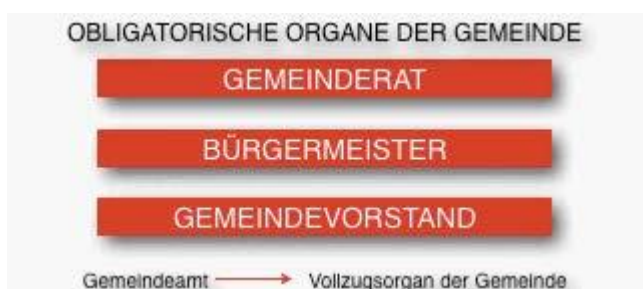 OBLIGATORISCHE ORGANE DER GEMEINDE
GEMEINDERAT
BÜRGERMEISTER
GEMEINDEVORSTAND
Gemeindeamt → Vollzugsorgan der Gemeinde